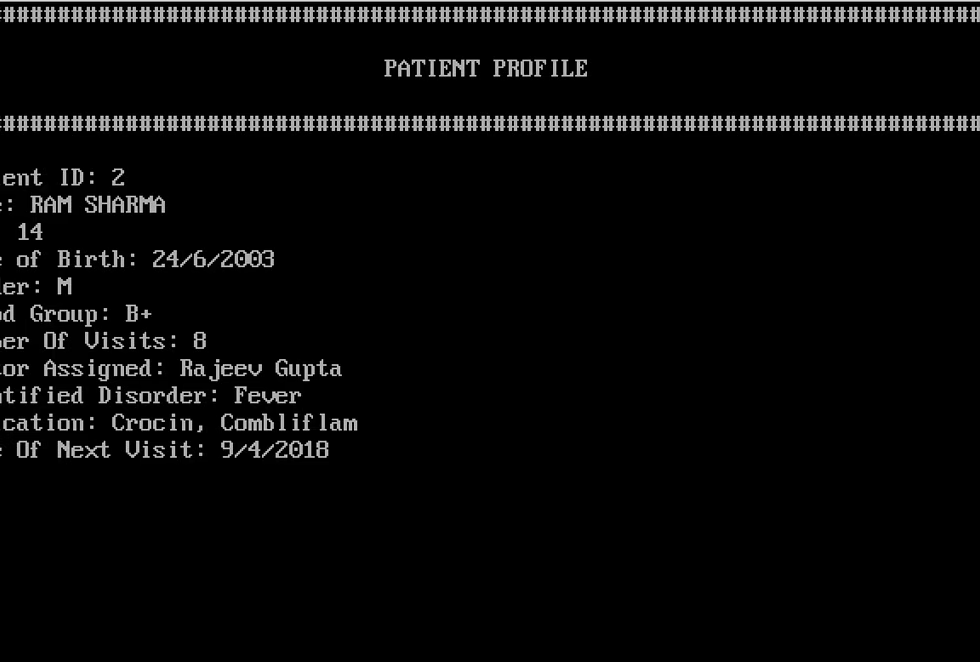 ################################################################################
PATIENT PROFILE
################################################################################
ent ID: 2
: RAM SHARMA
14
of Birth: 24/6/2003
er: M
d Group: B+
er Of Visits: 8
or Assigned: Rajeev Gupta
tified Disorder: Fever
cation: Crocin, Combliflam
Of Next Visit: 9/4/2018